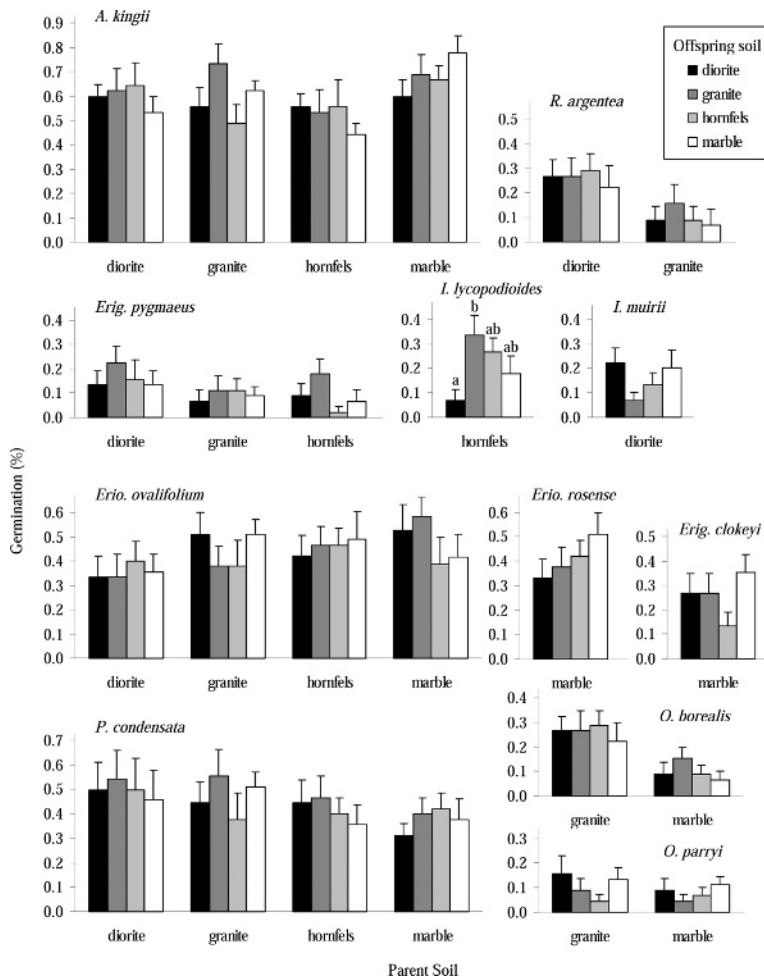 A. kingii
0.9
0.8
0.7
0.6
0.5
0.4
0.3
0.2
0.1
0.0
diorite granite hornfels marble
Offspring soil
diorite
granite
hornfels
marble
R. argentea
0.5
0.4
0.3
0.2
0.1
0.0
diorite granite
Erig. pygmaeus
0.4
0.3
0.2
0.1
0.0
diorite granite hornfels
I. lycopodioides
0.4
0.3
0.2
0.1
0.0
a b ab ab
hornfels
I. muirii
0.4
0.3
0.2
0.1
0.0
diorite
Germination (%)
Erio. ovalifolium
0.6
0.5
0.4
0.3
0.2
0.1
0.0
diorite granite hornfels marble
Erio. rosense
0.6
0.5
0.4
0.3
0.2
0.1
0.0
marble
Erig. clokeyi
0.5
0.4
0.3
0.2
0.1
0.0
marble
P. condensata
0.7
0.6
0.5
0.4
0.3
0.2
0.1
0.0
diorite granite hornfels marble
O. borealis
0.4
0.3
0.2
0.1
0.0
granite marble
O. parryi
0.3
0.2
0.1
0.0
granite marble
Parent Soil